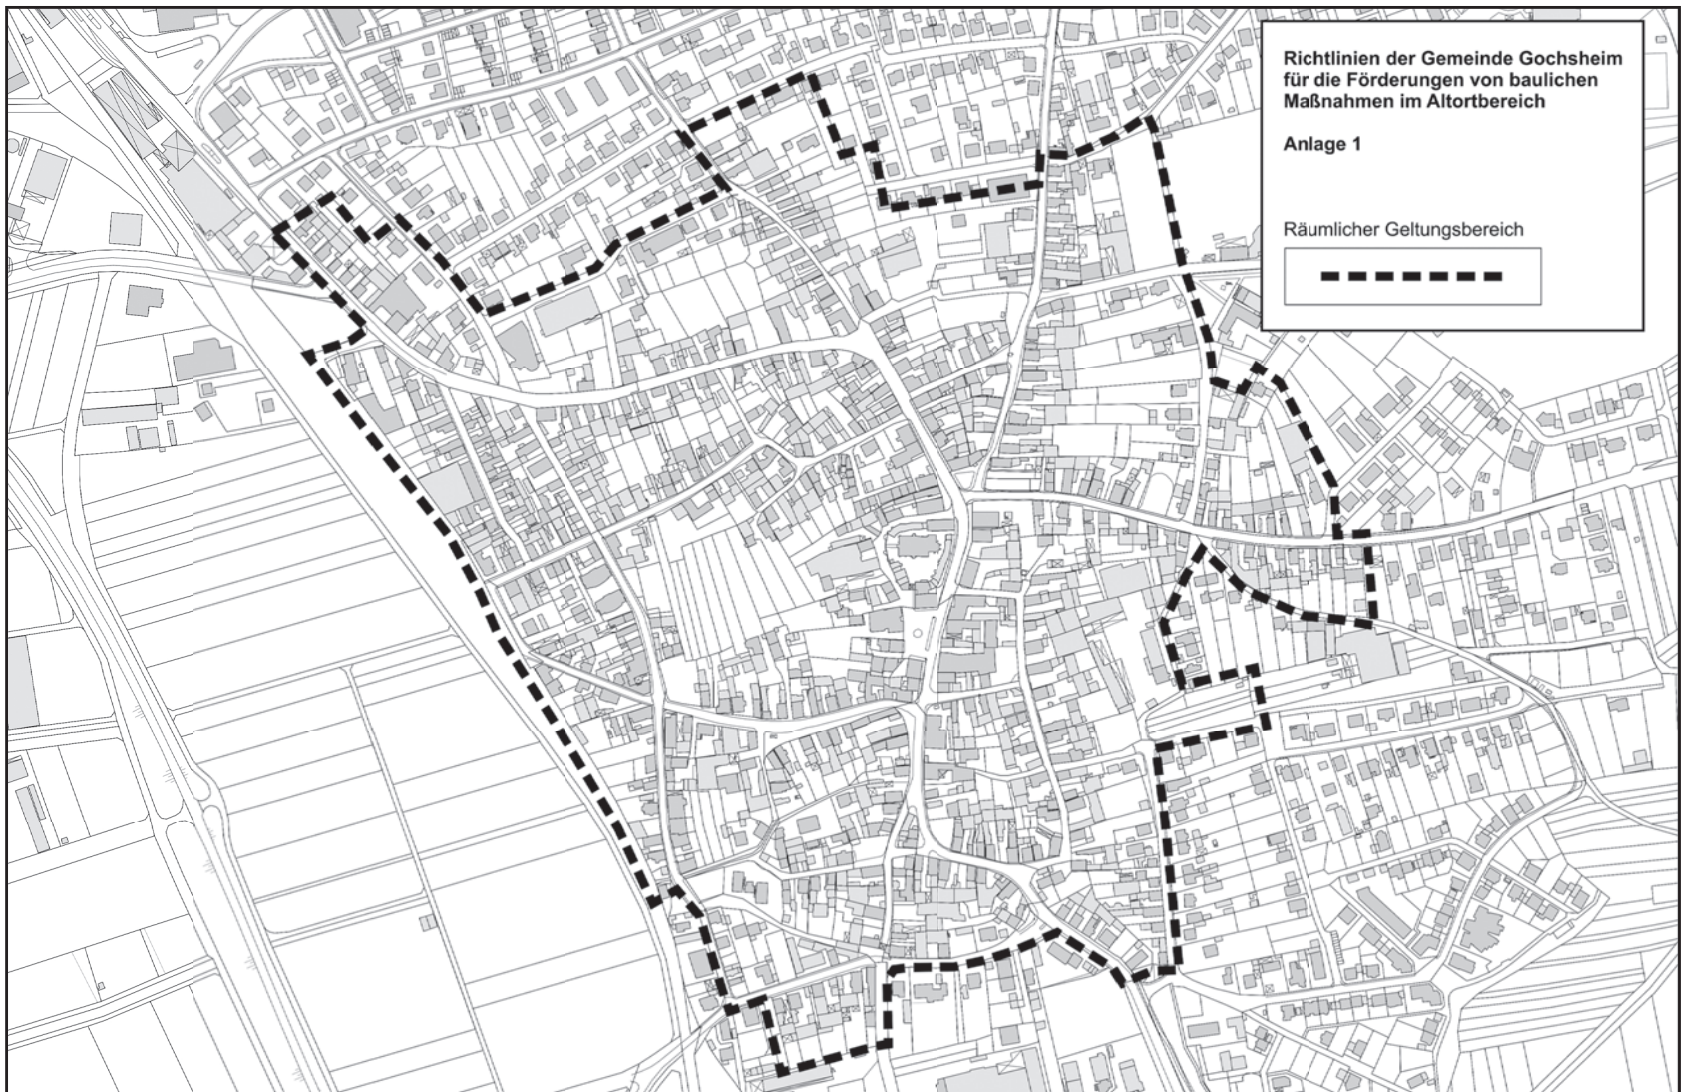 Richtlinien der Gemeinde Gochsheim
für die Förderungen von baulichen
Maßnahmen im Altortbereich
Anlage 1
Räumlicher Geltungsbereich